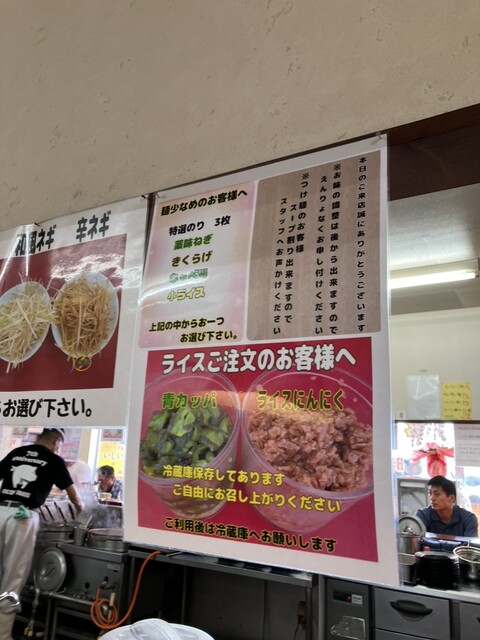 辛ネギ
お選び下さい。
本日のご来店誠にありがとうございます
※お味の調整は後から出来ますので
えんりょなくお申し付けください
※つけ麺のお客様
スープ割り出来ますので
スタッフへお声かけください
麺少なめのお客様へ
特選のり 3枚
薬味ねぎ
きくらげ
小ライス
上記の中からお一つ
お選び下さい。
ライスご注文のお客様へ
青カッパ
ライスにんにく
冷蔵庫保存してあります
ご自由にお召し上がりください
ご利用後は冷蔵庫へお願いします
7th
Anniversary